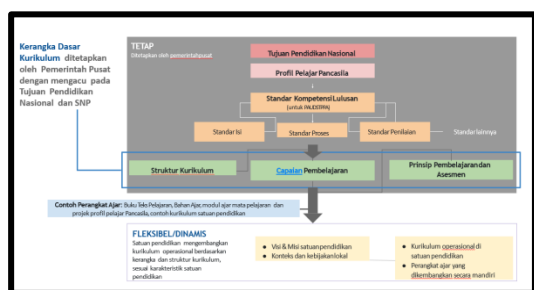 Kerangka Dasar
Kurikulum ditetapkan
oleh Pemerintah Pusat
dengan mengacu pada
Tujuan Pendidikan
Nasional dan SNP
TETAP
Ditetapkan oleh pemerintah pusat
Tujuan Pendidikan Nasional
Profil Pelajar Pancasila
Standar Kompetensi Lulusan
(untuk PAUD STPPA)
Standar Isi
Standar Proses
Standar Penilaian
Standar lainnya
Struktur Kurikulum
Capaian Pembelajaran
Prinsip Pembelajaran dan
Asesmen
Contoh Perangkat Ajar: Buku Teks Pelajaran, Bahan Ajar, modul ajar mata pelajaran dan
projek profil pelajar Pancasila, contoh kurikulum satuan pendidikan
FLEKSIBEL/DINAMIS
Satuan pendidikan mengembangkan
kurikulum operasional berdasarkan
kerangka dan struktur kurikulum,
sesuai karakteristik satuan
pendidikan
• Visi & Misi satuan pendidikan
• Konteks dan kebijakan lokal
• Kurikulum operasional di
satuan pendidikan
• Perangkat ajar yang
dikembangkan secara mandiri